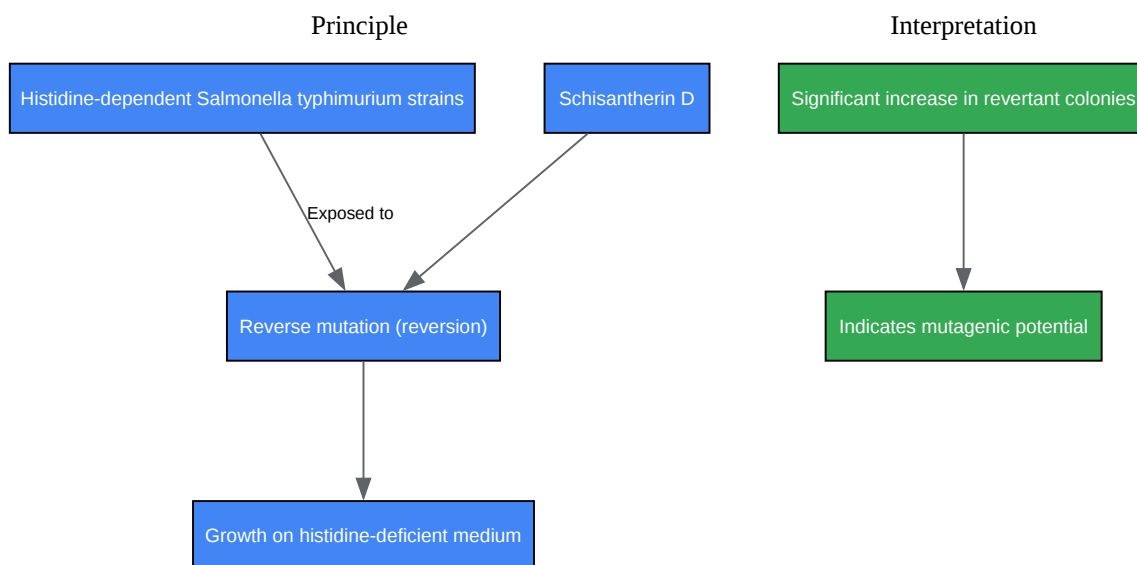 Principle
Interpretation
Histidine-dependent Salmonella typhimurium strains
Schisantherin D
Significant increase in revertant colonies
Exposed to
Reverse mutation (reversion)
Indicates mutagenic potential
Growth on histidine-deficient medium